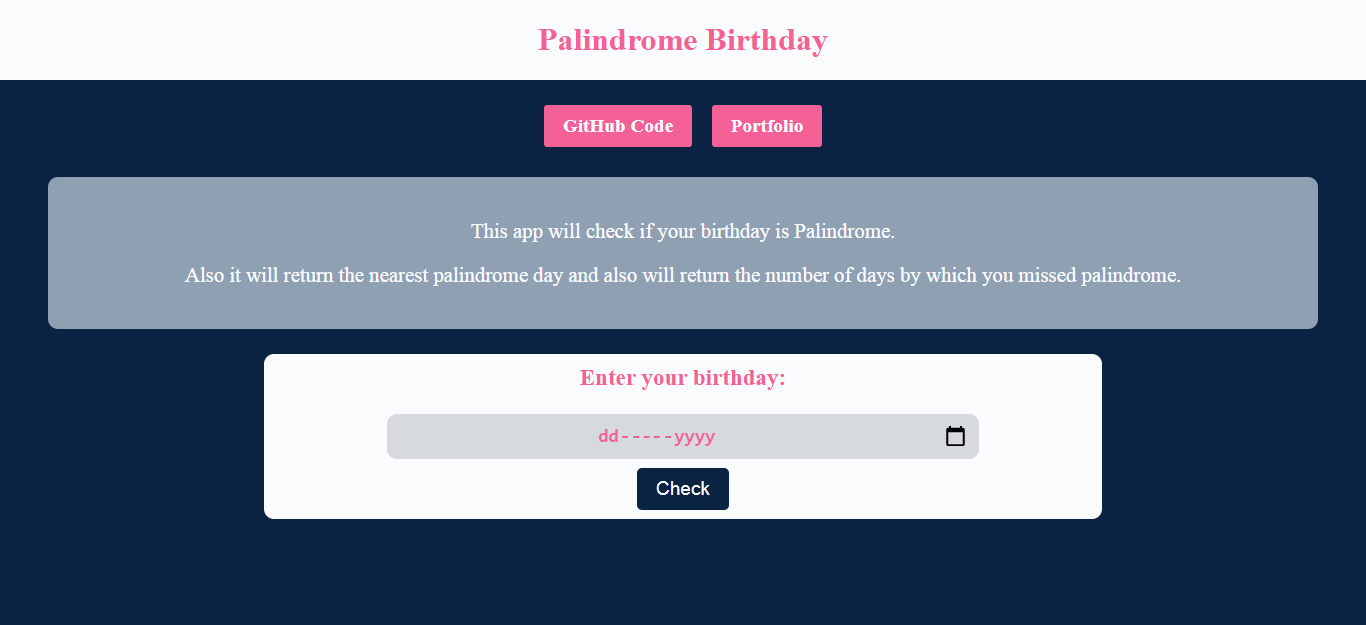 Palindrome Birthday
GitHub Code Portfolio
This app will check if your birthday is Palindrome.
Also it will return the nearest palindrome day and also will return the number of days by which you missed palindrome.
Enter your birthday:
dd-----yyyy
Check